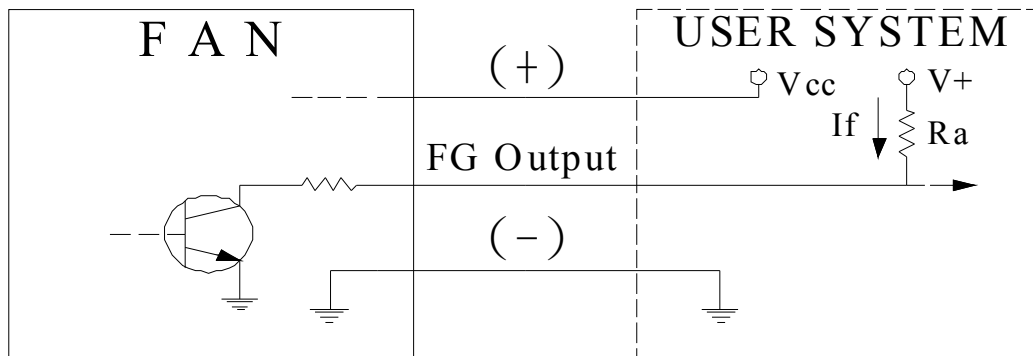 F A N
USER SYSTEM
(+)
Vcc
V+
If
Ra
FG Output
(-)